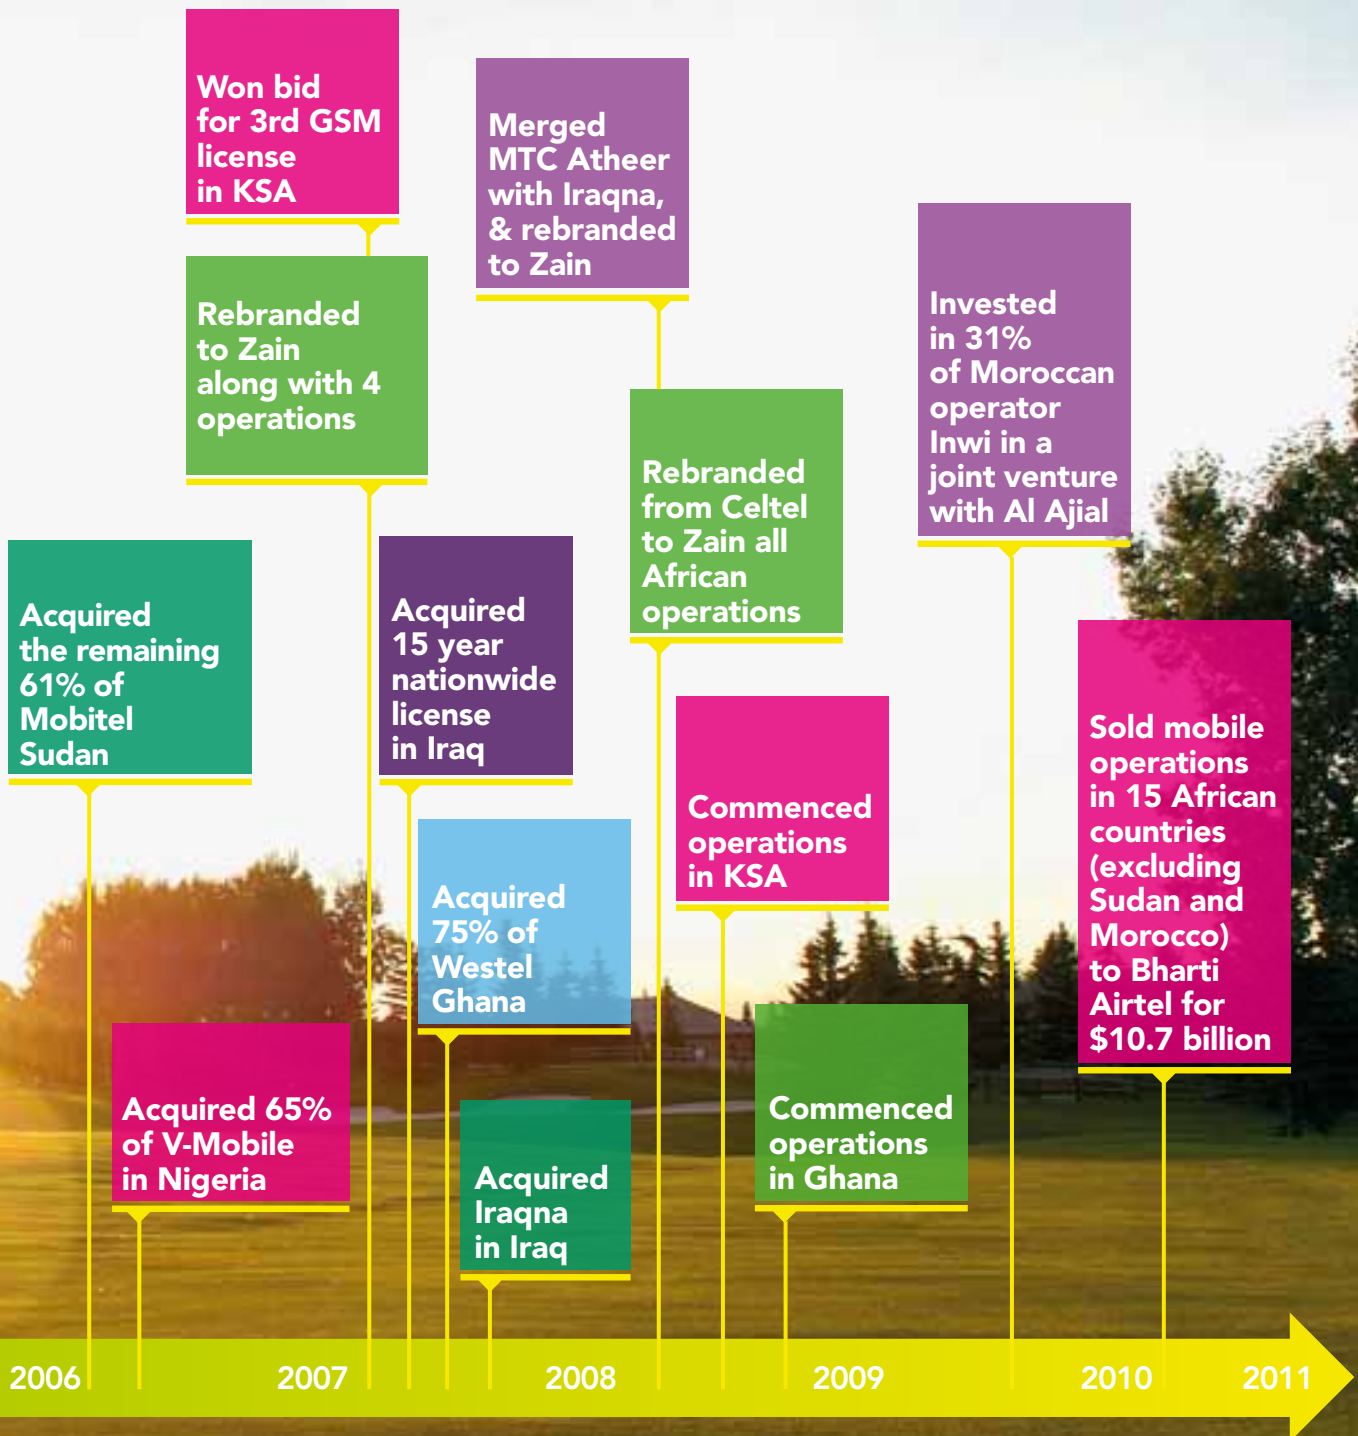 Won bid
for 3rd GSM
license
in KSA
Rebranded
to Zain
along with 4
operations
Merged
MTC Atheer
with Iraqna,
& rebranded
to Zain
Invested
in 31%
of Moroccan
operator
Inwi in a
joint venture
with Al Ajial
Rebranded
from Celtel
to Zain all
African
operations
Acquired
the remaining
61% of
Mobitel
Sudan
Acquired
15 year
nationwide
license
in Iraq
Sold mobile
operations
in 15 African
countries
(excluding
Sudan and
Morocco)
to Bharti
Airtel for
$10.7 billion
Commenced
operations
in KSA
Acquired
75% of
Westel
Ghana
Acquired 65%
of V-Mobile
in Nigeria
Acquired
Iraqna
in Iraq
Commenced
operations
in Ghana
2006 2007 2008 2009 2010 2011